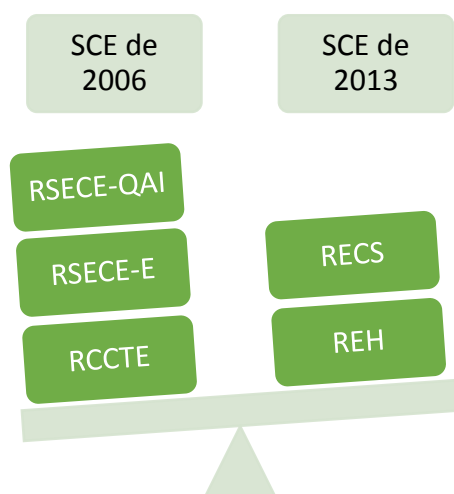 SCE de
2006
SCE de
2013
RSECE-QAI
RSECE-E
RCCTE
RECS
REH